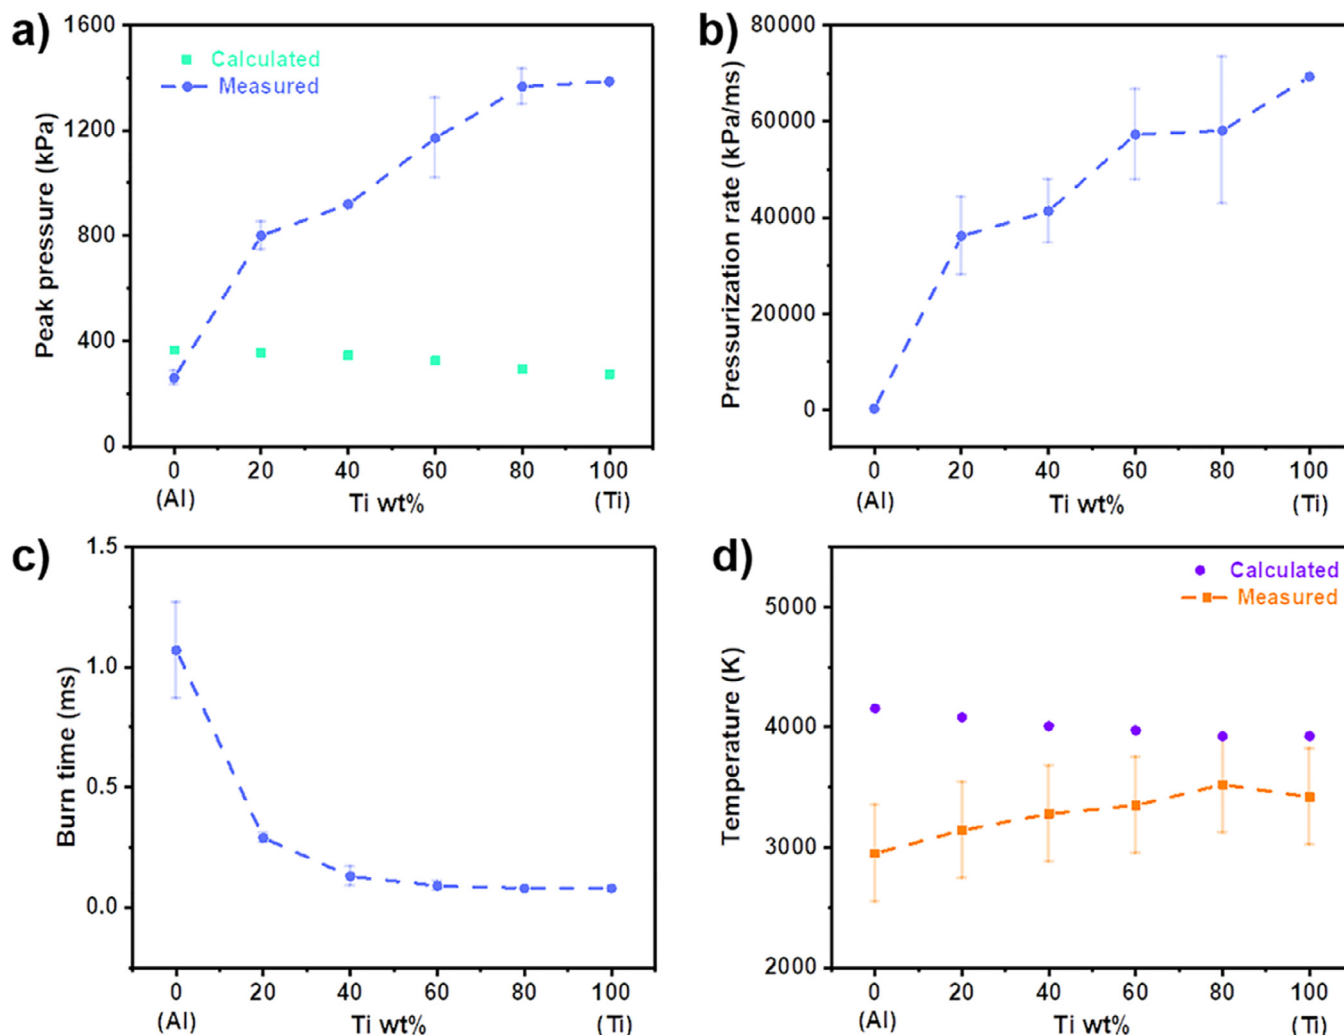 a)
Peak pressure (kPa)
1600
1200
800
400
0
Calculated
Measured
0 20 40 60 80 100
(Al) Ti wt% (Ti)
b)
Pressurization rate (kPa/ms)
80000
60000
40000
20000
0
0 20 40 60 80 100
(Al) Ti wt% (Ti)
c)
Burn time (ms)
1.5
1.0
0.5
0.0
0 20 40 60 80 100
(Al) Ti wt% (Ti)
d)
Temperature (K)
5000
4000
3000
2000
Calculated
Measured
0 20 40 60 80 100
(Al) Ti wt% (Ti)